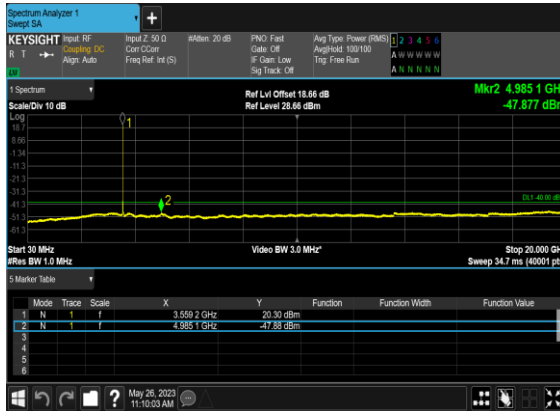 Spectrum Analyzer 1
Swept SA
KEYSIGHT
R T
Input: RF
Coupling: DC
Align: Auto
Input Z: 50 Ω
Corr CCorr
Freq Ref: Int (S)
#Atten: 20 dB
PNO: Fast
Gate: Off
IF Gain: Low
Sig Track: Off
Avg Type: Power (RMS)
Avg|Hold: 100/100
Trig: Free Run
1 2 3 4 5 6
A W W W W W
A N N N N N
1 Spectrum
Scale/Div 10 dB
Ref Lvl Offset 18.66 dB
Ref Level 28.66 dBm
Mkr2 4.985 1 GHz
-47.877 dBm
Log
18.7
8.66
-1.34
-11.3
-21.3
-31.3
-41.3
-51.3
-61.3
1
2
DL1 -40.00 dBm
Start 30 MHz
#Res BW 1.0 MHz
Video BW 3.0 MHz*
Stop 20.000 GHz
Sweep 34.7 ms (40001 pts)
5 Marker Table
Mode Trace Scale X Y Function Function Width Function Value
1 N 1 f 3.559 2 GHz 20.30 dBm
2 N 1 f 4.985 1 GHz -47.88 dBm
3
4
5
6
May 26, 2023
11:10:03 AM